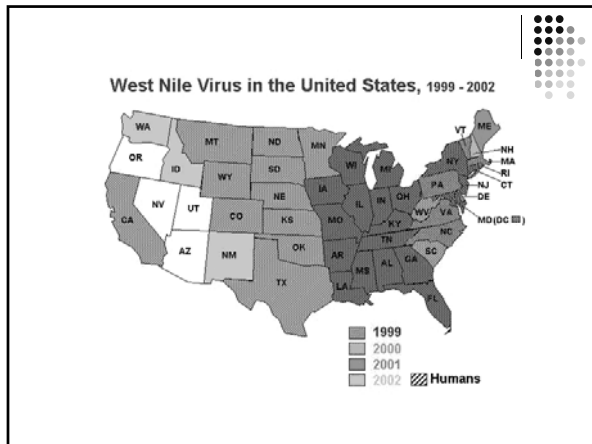 West Nile Virus in the United States, 1999 - 2002
WA
MT
ND
MN
VT
ME
OR
ID
WY
SD
WI
MI
NY
NH
MA
RI
CT
NV
UT
CO
NE
IA
IL
IN
OH
PA
NJ
DE
CA
KS
MO
KY
WV
VA
MD(DC )
AZ
NM
OK
AR
TN
NC
SC
TX
LA
MS
AL
GA
FL
1999
2000
2001
2002 Humans